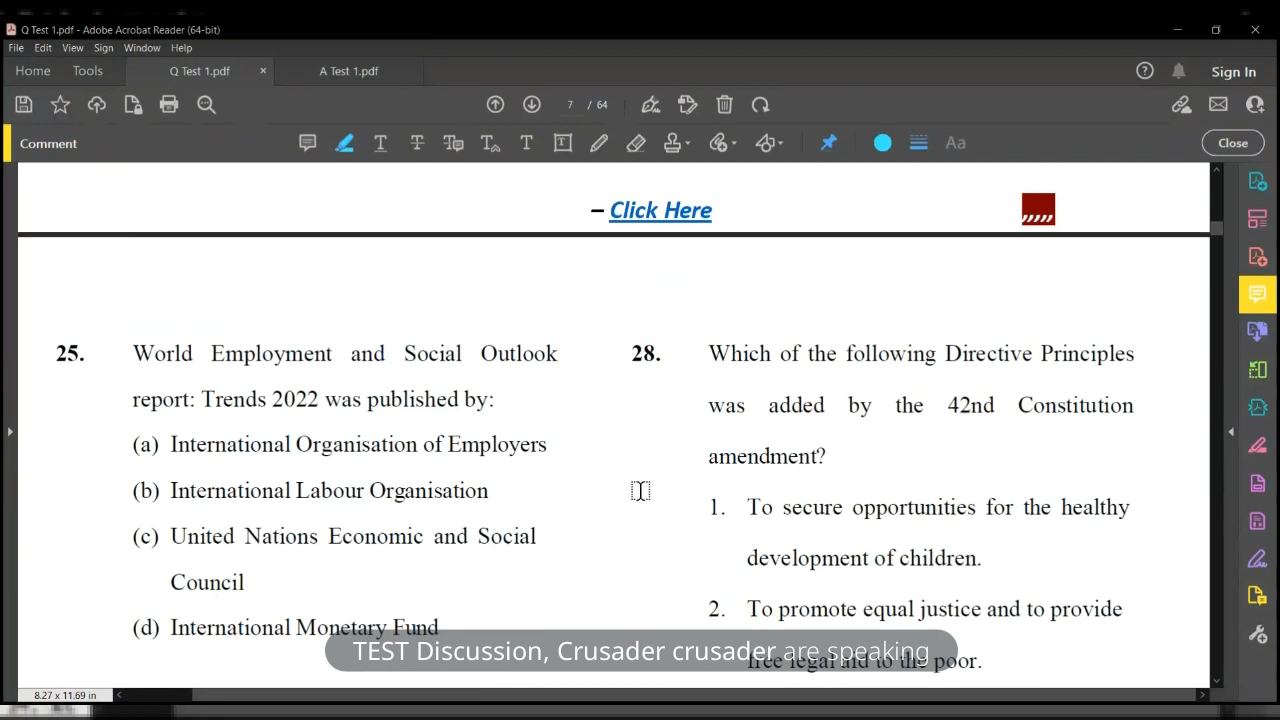 Q Test 1.pdf - Adobe Acrobat Reader (64-bit)
File Edit View Sign Window Help
Home Tools Q Test 1.pdf × A Test 1.pdf Sign In
7 / 64
Comment Aa Close
– Click Here
25. World Employment and Social Outlook
report: Trends 2022 was published by:
(a) International Organisation of Employers
(b) International Labour Organisation
(c) United Nations Economic and Social
Council
(d) International Monetary Fund
28. Which of the following Directive Principles
was added by the 42nd Constitution
amendment?
1. To secure opportunities for the healthy
development of children.
2. To promote equal justice and to provide
free legal aid to the poor.
TEST Discussion, Crusader crusader are speaking
8.27 x 11.69 in